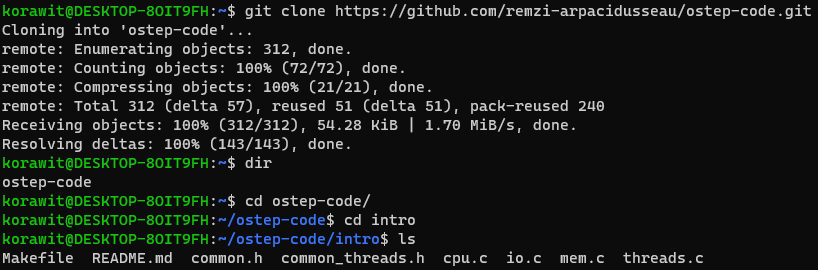 korawit@DESKTOP-8OIT9FH:~$ git clone https://github.com/remzi-arpacidusseau/ostep-code.git
Cloning into 'ostep-code'...
remote: Enumerating objects: 312, done.
remote: Counting objects: 100% (72/72), done.
remote: Compressing objects: 100% (21/21), done.
remote: Total 312 (delta 57), reused 51 (delta 51), pack-reused 240
Receiving objects: 100% (312/312), 54.28 KiB | 1.70 MiB/s, done.
Resolving deltas: 100% (143/143), done.
korawit@DESKTOP-8OIT9FH:~$ dir
ostep-code
korawit@DESKTOP-8OIT9FH:~$ cd ostep-code/
korawit@DESKTOP-8OIT9FH:~/ostep-code$ cd intro
korawit@DESKTOP-8OIT9FH:~/ostep-code/intro$ ls
Makefile  README.md  common.h  common_threads.h  cpu.c  io.c  mem.c  threads.c